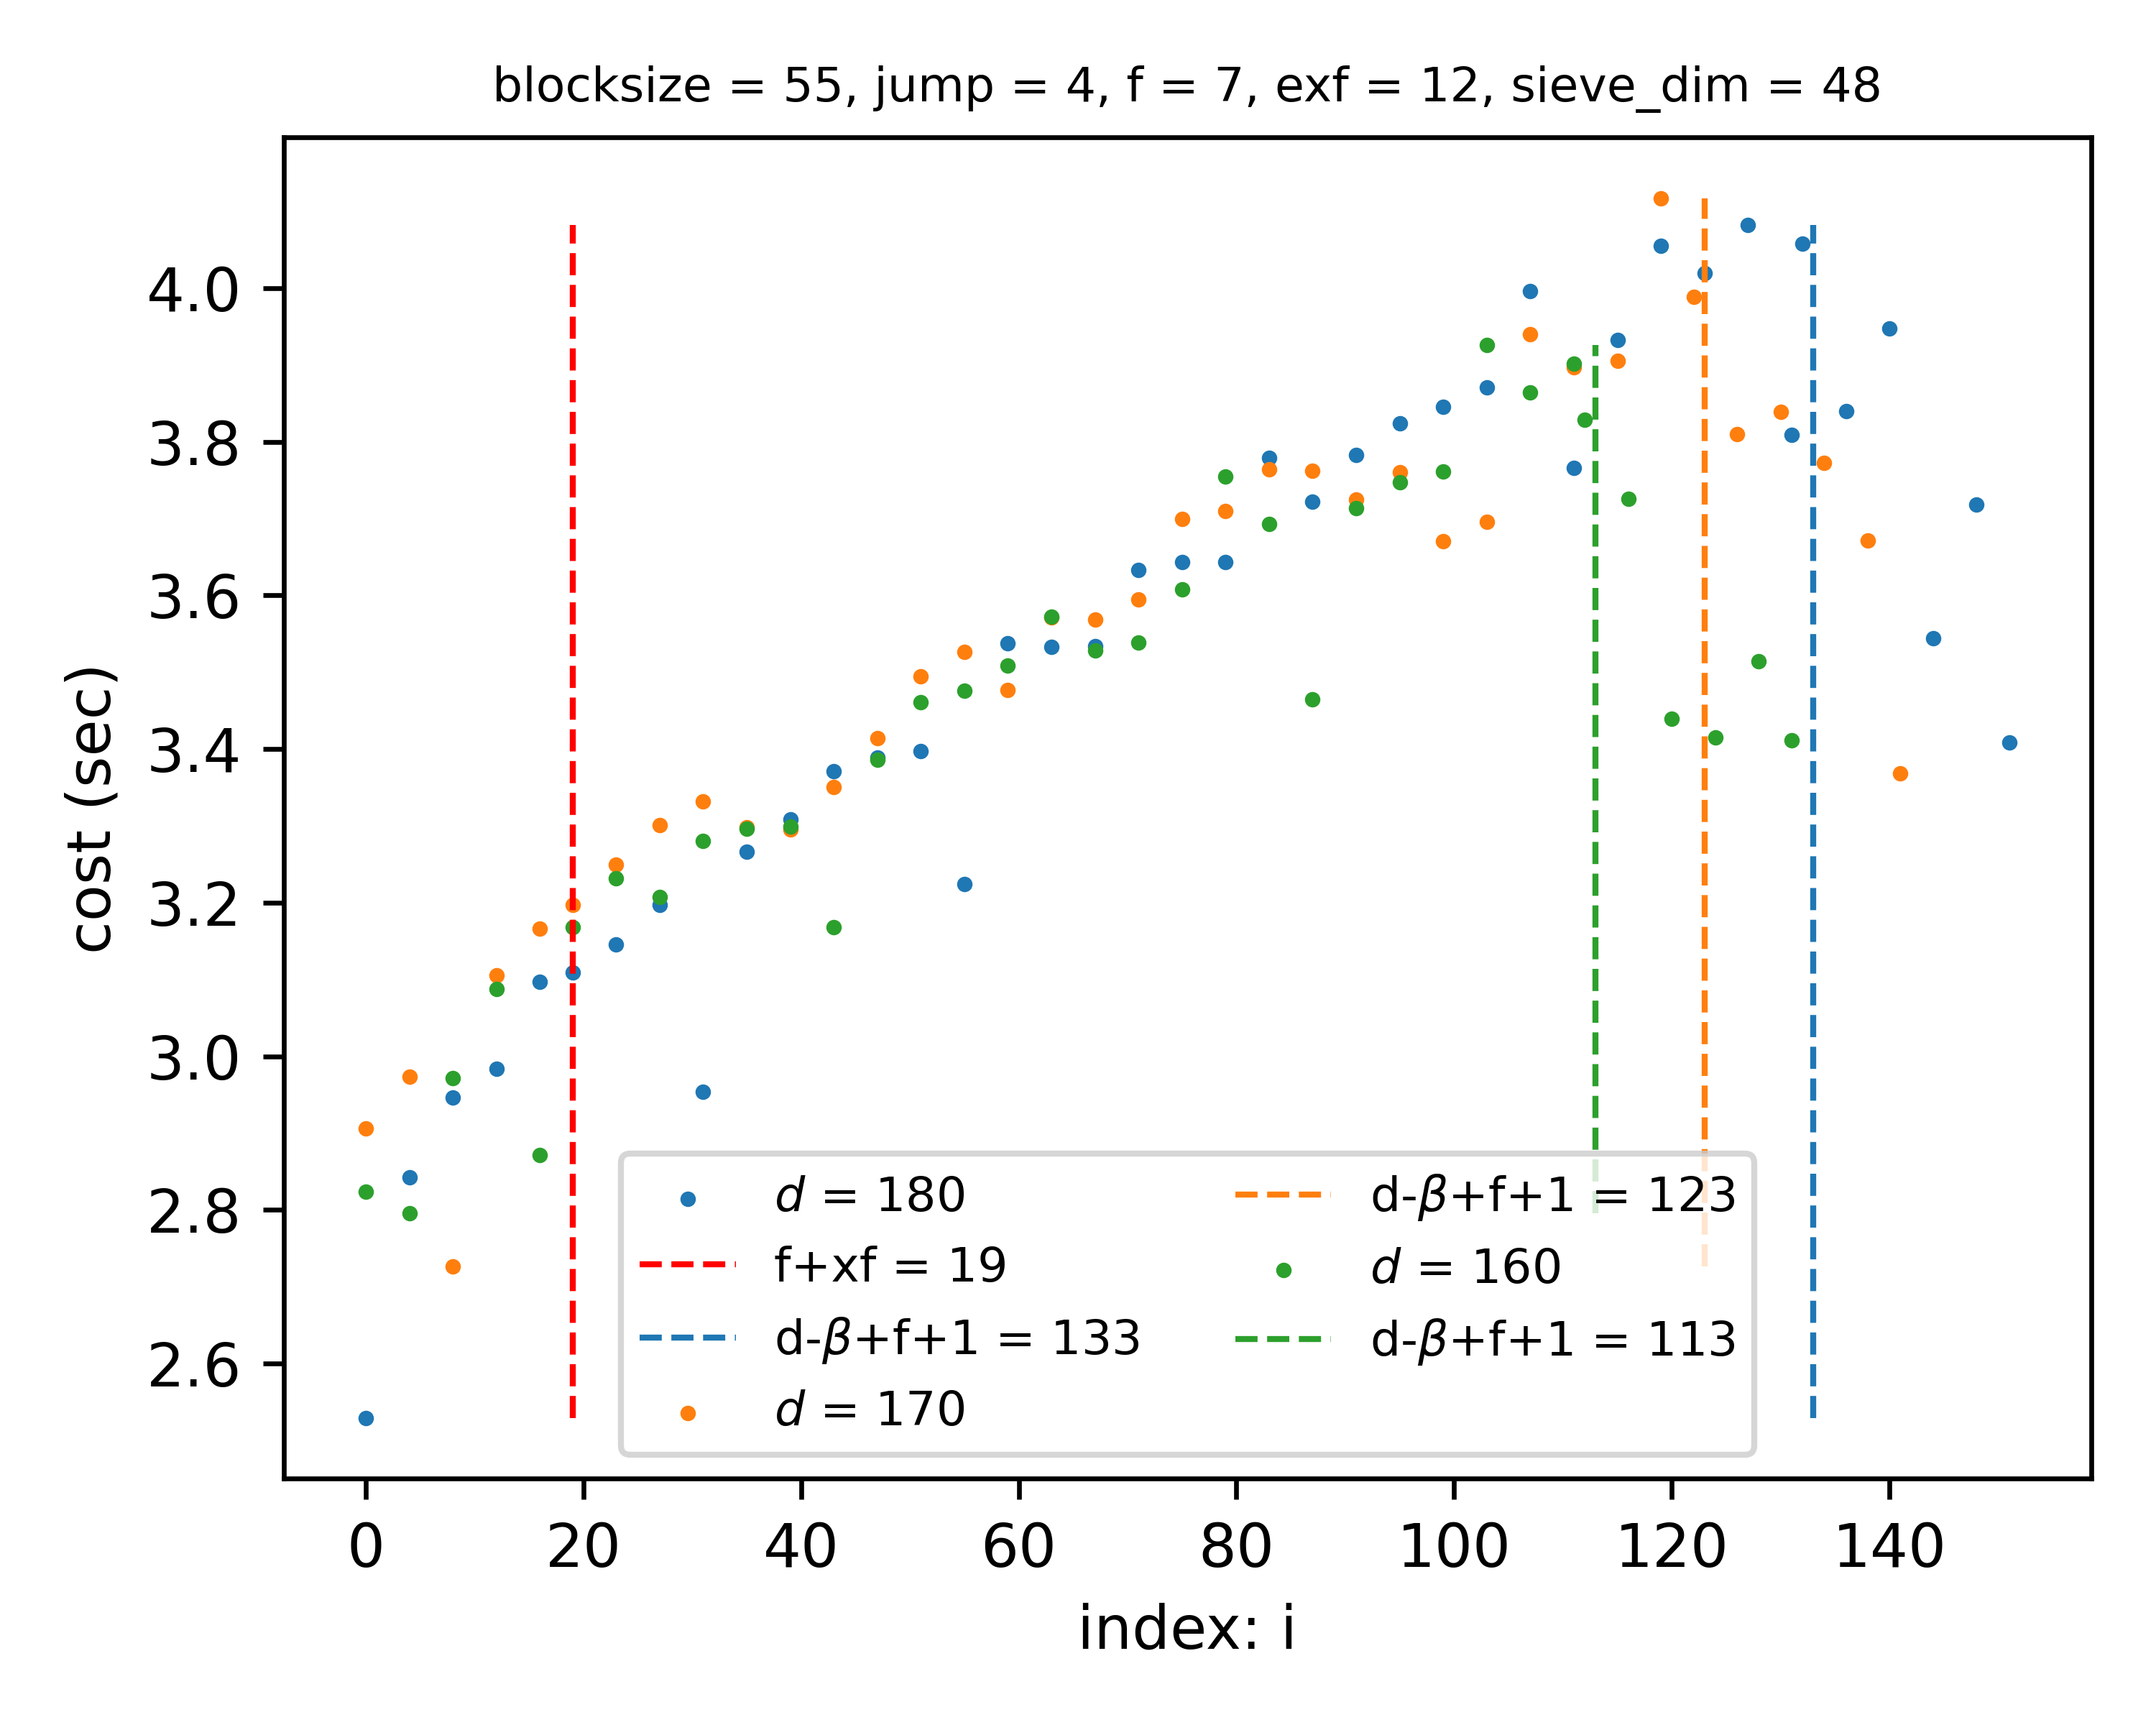 blocksize = 55, jump = 4, f = 7, exf = 12, sieve_dim = 48
cost (sec)
4.0
3.8
3.6
3.4
3.2
3.0
2.8
2.6
d = 180
f+xf = 19
d-β+f+1 = 133
d = 170
d-β+f+1 = 123
d = 160
d-β+f+1 = 113
0 20 40 60 80 100 120 140
index: i